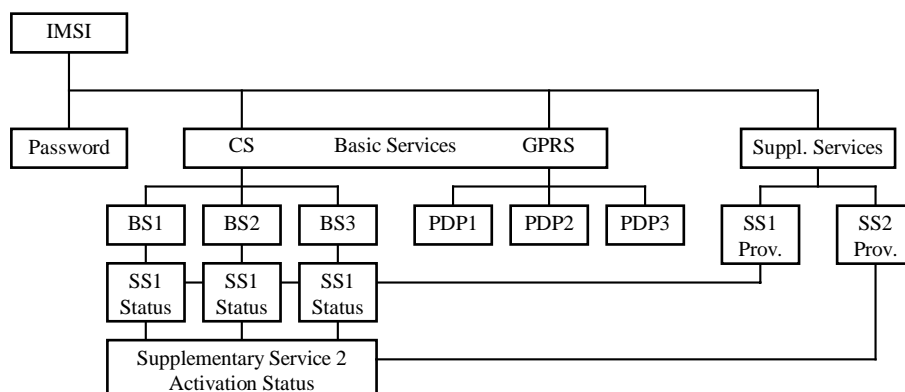 IMSI
Password
CS Basic Services GPRS
Suppl. Services
BS1
BS2
BS3
PDP1
PDP2
PDP3
SS1
Prov.
SS2
Prov.
SS1
Status
SS1
Status
SS1
Status
Supplementary Service 2
Activation Status